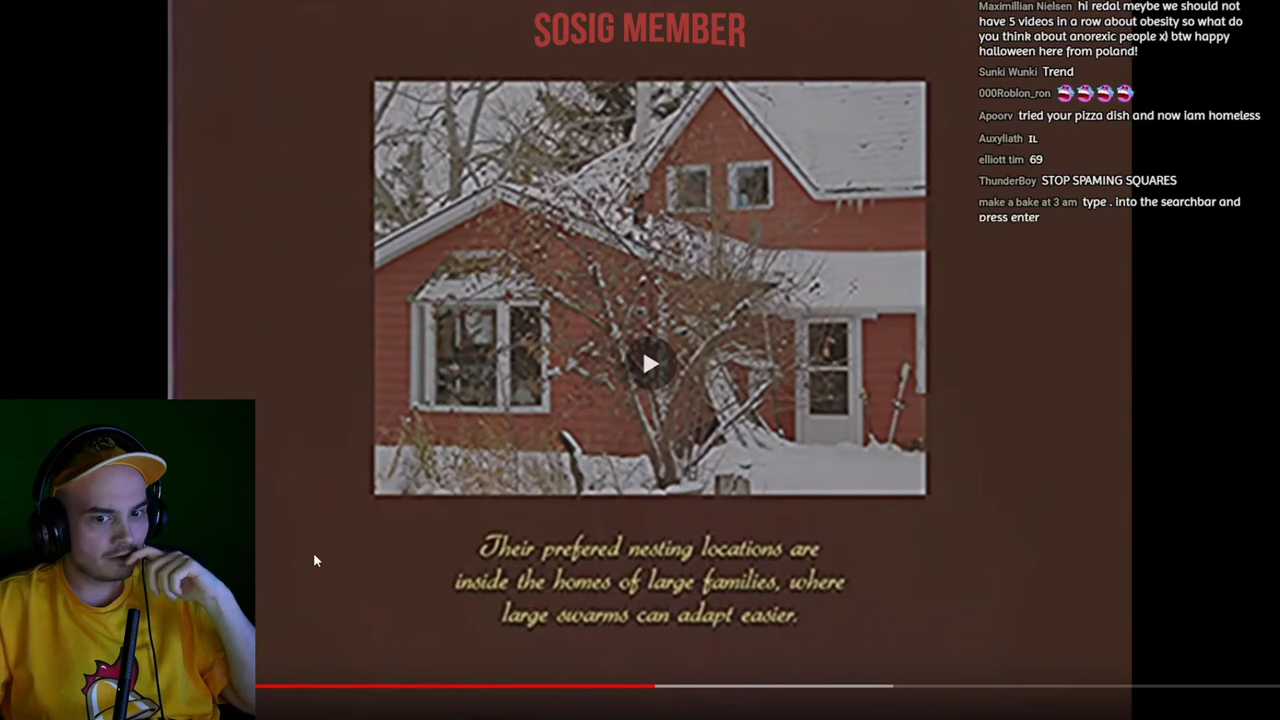 SOSIG MEMBER
Maximillian Nielsen hi redal meybe we should not
have 5 videos in a row about obesity so what do
you think about anorexic people x) btw happy
halloween here from poland!
Sunki Wunki Trend
000Roblon_ron
Apoorv tried your pizza dish and now iam homeless
Auxyliath IL
elliott tim 69
ThunderBoy STOP SPAMING SQUARES
make a bake at 3 am type . into the searchbar and
press enter
Their prefered nesting locations are
inside the homes of large families, where
large swarms can adapt easier.